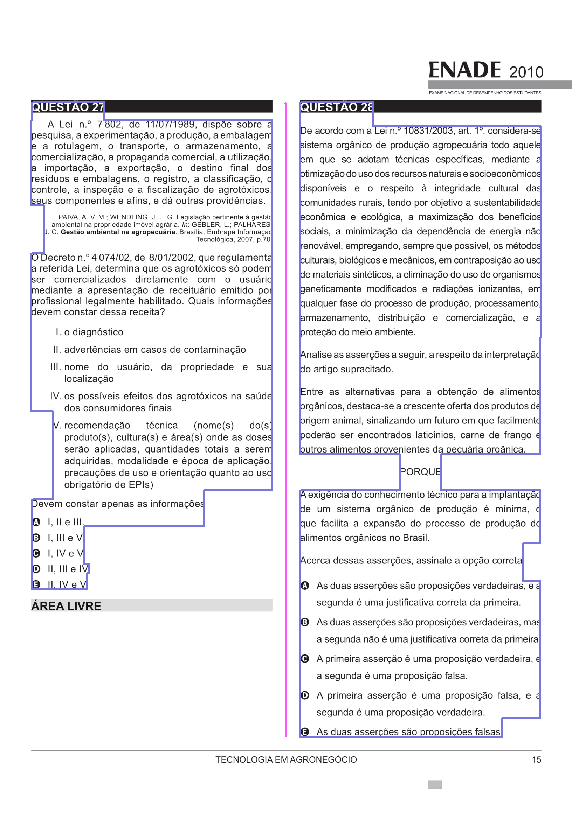 ENADE 2010
EXAME NACIONAL DE DESEMPENHO DOS ESTUDANTES
QUESTÃO 27
A Lei n.º 7 802, de 11/07/1989, dispõe sobre a
pesquisa, a experimentação, a produção, a embalagem
e a rotulagem, o transporte, o armazenamento, a
comercialização, a propaganda comercial, a utilização,
a importação, a exportação, o destino final dos
resíduos e embalagens, o registro, a classificação, o
controle, a inspeção e a fiscalização de agrotóxicos,
seus componentes e afins, e dá outras providências.
PAIVA, A. V. M.; WENDLING, J. L. G. Legislação pertinente à gestão
ambiental na propriedade imóvel agrária. In: GEBLER, L.; PALHARES,
J. C. Gestão ambiental na agropecuária. Brasília: Embrapa Informação
Tecnológica, 2007, p.70
O Decreto n.º 4 074/02, de 8/01/2002, que regulamenta
a referida Lei, determina que os agrotóxicos só podem
ser comercializados diretamente com o usuário
mediante a apresentação de receituário emitido por
profissional legalmente habilitado. Quais informações
devem constar dessa receita?
I. o diagnóstico
II. advertências em casos de contaminação
III. nome do usuário, da propriedade e sua
localização
IV. os possíveis efeitos dos agrotóxicos na saúde
dos consumidores finais
V. recomendação técnica (nome(s) do(s)
produto(s), cultura(s) e área(s) onde as doses
serão aplicadas, quantidades totais a serem
adquiridas, modalidade e época de aplicação,
precauções de uso e orientação quanto ao uso
obrigatório de EPIs)
Devem constar apenas as informações
A I, II e III.
B I, III e V.
C I, IV e V.
D II, III e IV.
E II, IV e V.
ÁREA LIVRE
QUESTÃO 28
De acordo com a Lei n.º 10831/2003, art. 1º, considera-se
sistema orgânico de produção agropecuária todo aquele
em que se adotam técnicas específicas, mediante a
otimização do uso dos recursos naturais e socioeconômicos
disponíveis e o respeito à integridade cultural das
comunidades rurais, tendo por objetivo a sustentabilidade
econômica e ecológica, a maximização dos benefícios
sociais, a minimização da dependência de energia não
renovável, empregando, sempre que possível, os métodos
culturais, biológicos e mecânicos, em contraposição ao uso
de materiais sintéticos, a eliminação do uso de organismos
geneticamente modificados e radiações ionizantes, em
qualquer fase do processo de produção, processamento,
armazenamento, distribuição e comercialização, e a
proteção do meio ambiente.
Analise as asserções a seguir, a respeito da interpretação
do artigo supracitado.
Entre as alternativas para a obtenção de alimentos
orgânicos, destaca-se a crescente oferta dos produtos de
origem animal, sinalizando um futuro em que facilmente
poderão ser encontrados laticínios, carne de frango e
outros alimentos provenientes da pecuária orgânica.
PORQUE
A exigência do conhecimento técnico para a implantação
de um sistema orgânico de produção é mínima, o
que facilita a expansão do processo de produção de
alimentos orgânicos no Brasil.
Acerca dessas asserções, assinale a opção correta.
A As duas asserções são proposições verdadeiras, e a
segunda é uma justificativa correta da primeira.
B As duas asserções são proposições verdadeiras, mas
a segunda não é uma justificativa correta da primeira.
C A primeira asserção é uma proposição verdadeira, e
a segunda é uma proposição falsa.
D A primeira asserção é uma proposição falsa, e a
segunda é uma proposição verdadeira.
E As duas asserções são proposições falsas.
TECNOLOGIA EM AGRONEGÓCIO 15